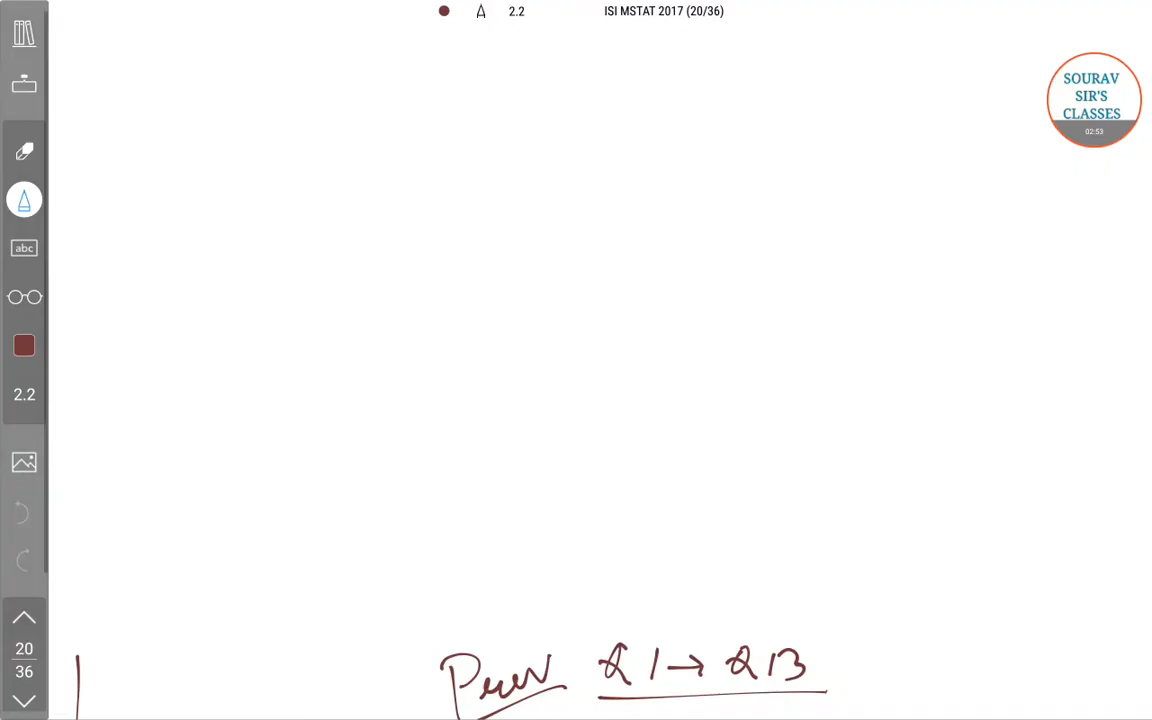 2.2 ISI MSTAT 2017 (20/36)
SOURAV
SIR'S
CLASSES
02:53
abc
2.2
20
36
Q1 → Q13